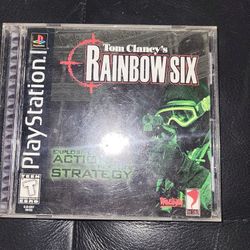 PlayStation
Tom Clancy's
RAINBOW SIX
ACTION
STRATEGY
TEEN